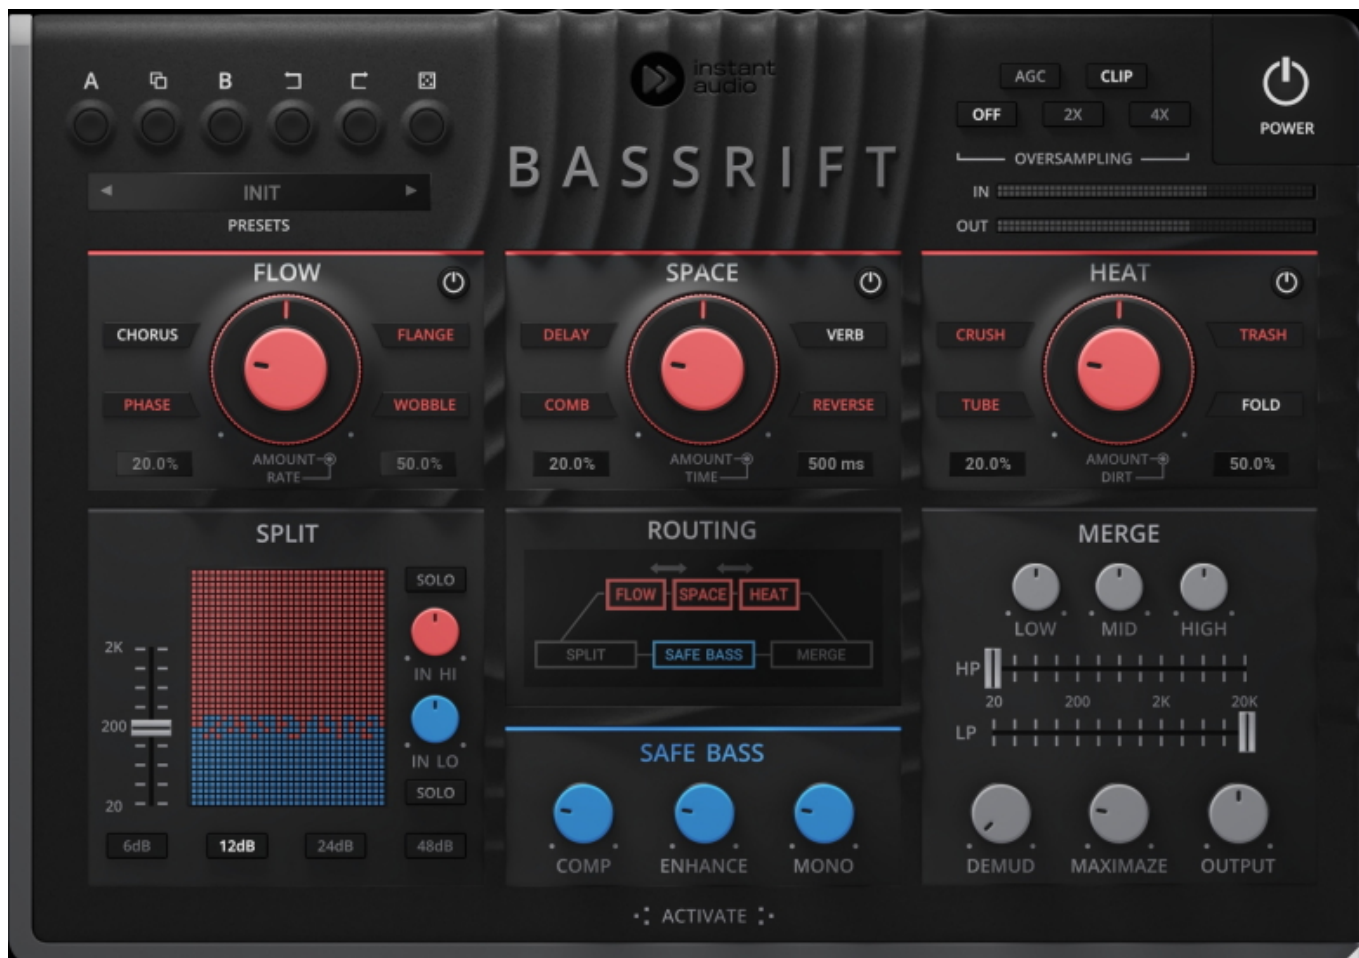 A
B
INIT
PRESETS
instant
audio
BASSRIFT
AGC CLIP
OFF 2X 4X
OVERSAMPLING
IN
OUT
POWER
FLOW
CHORUS FLANGE
PHASE WOBBLE
20.0% AMOUNT 50.0%
RATE
SPACE
DELAY VERB
COMB REVERSE
20.0% AMOUNT 500 ms
TIME
HEAT
CRUSH TRASH
TUBE FOLD
20.0% AMOUNT 50.0%
DIRT
SPLIT
SOLO
2K
IN HI
200
IN LO
20
SOLO
6dB 12dB 24dB 48dB
ROUTING
FLOW SPACE HEAT
SPLIT SAFE BASS MERGE
SAFE BASS
COMP ENHANCE MONO
MERGE
LOW MID HIGH
HP
20 200 2K 20K
LP
DEMUD MAXIMAZE OUTPUT
ACTIVATE